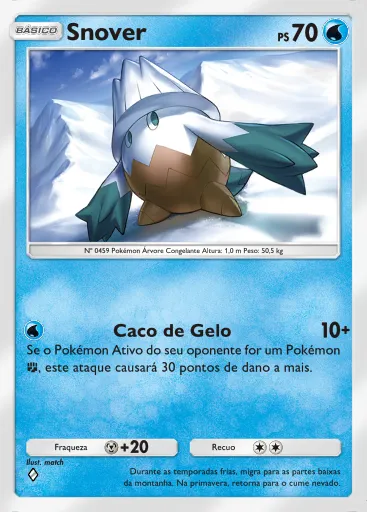 BÁSICO Snover PS 70
Nº 0459 Pokémon Árvore Congelante Altura: 1,0 m Peso: 50,5 kg
Caco de Gelo 10+
Se o Pokémon Ativo do seu oponente for um Pokémon
, este ataque causará 30 pontos de dano a mais.
Fraqueza +20 Recuo
Ilust. match
Durante as temporadas frias, migra para as partes baixas
da montanha. Na primavera, retorna para o cume nevado.